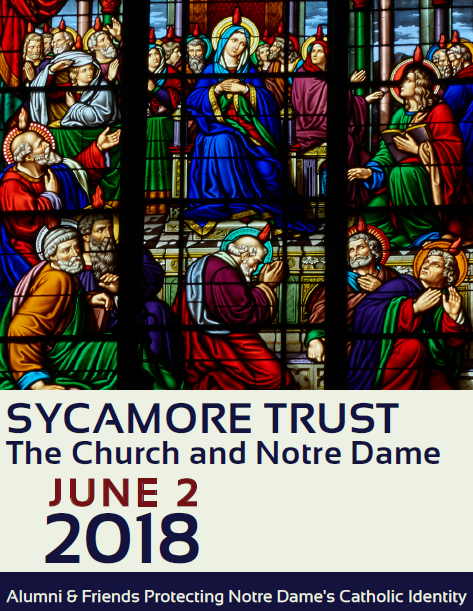 SYCAMORE TRUST
The Church and Notre Dame
JUNE 2
2018
Alumni & Friends Protecting Notre Dame's Catholic Identity